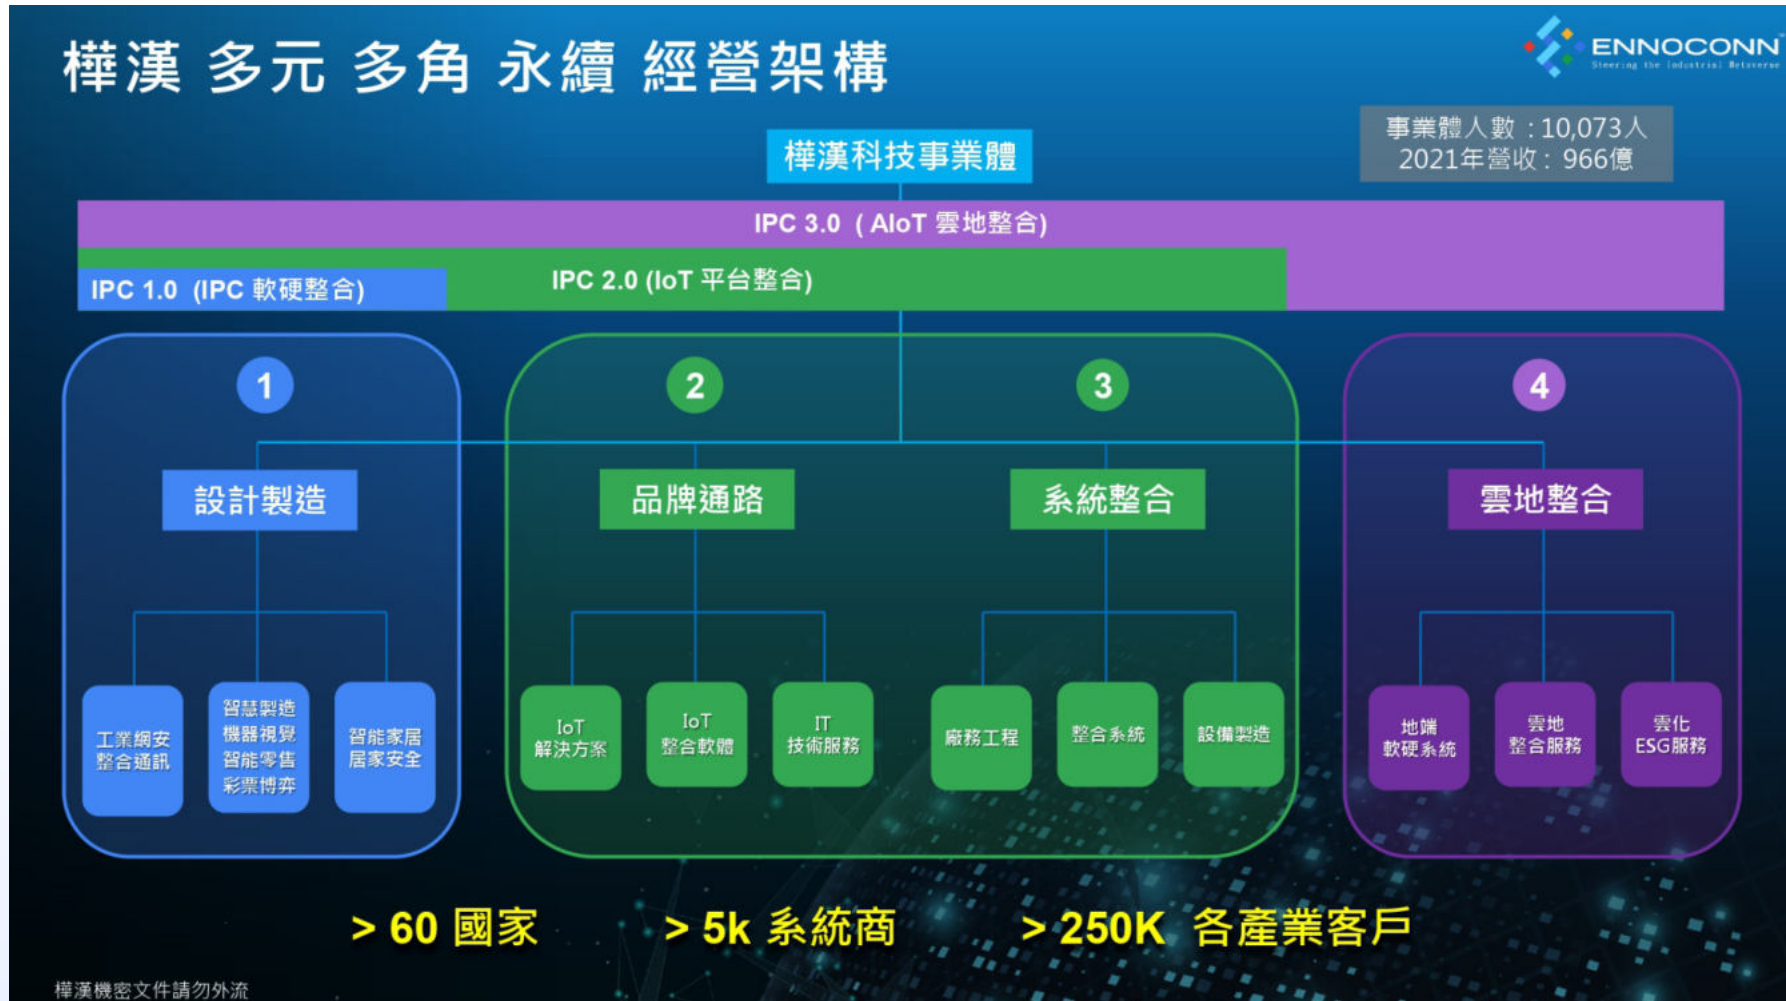 樺漢 多元 多角 永續 經營架構
ENNOCONN
Steering the Industrial Metaverse
事業體人數 : 10,073人
2021年營收 : 966億
樺漢科技事業體
IPC 3.0 ( AIoT 雲地整合)
IPC 2.0 (IoT 平台整合)
IPC 1.0 (IPC 軟硬整合)
1
2
3
4
設計製造
品牌通路
系統整合
雲地整合
工業網安
整合通訊
智慧製造
機器視覺
智能零售
彩票博弈
智能家居
居家安全
IoT
解決方案
IoT
整合軟體
IT
技術服務
廠務工程
整合系統
設備製造
地端
軟硬系統
雲地
整合服務
雲化
ESG服務
> 60 國家
> 5k 系統商
> 250K 各產業客戶
樺漢機密文件請勿外流